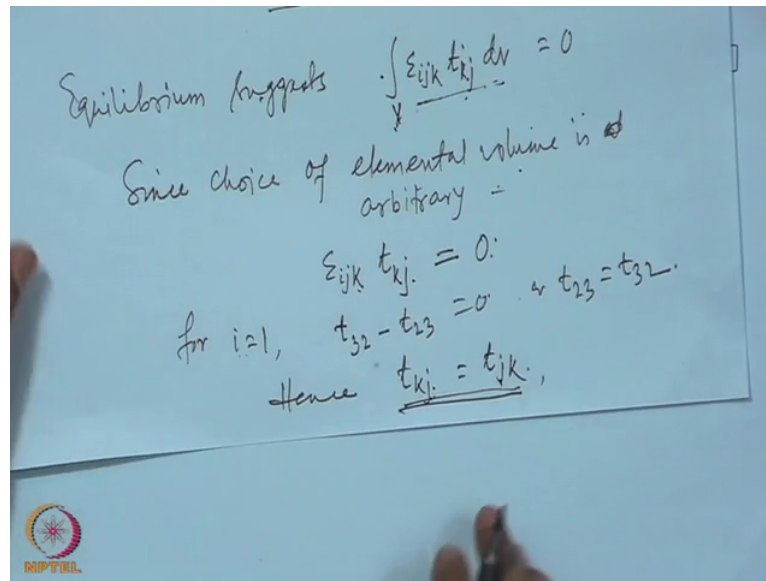 Equilibrium suggests ∫_V ε_ijk t_kj dv = 0
Since choice of elemental volume is
arbitrary -
ε_ijk t_kj = 0.
for i=1, t_32 - t_23 = 0 or t_23 = t_32.
Hence t_kj = t_jk.,
NPTEL